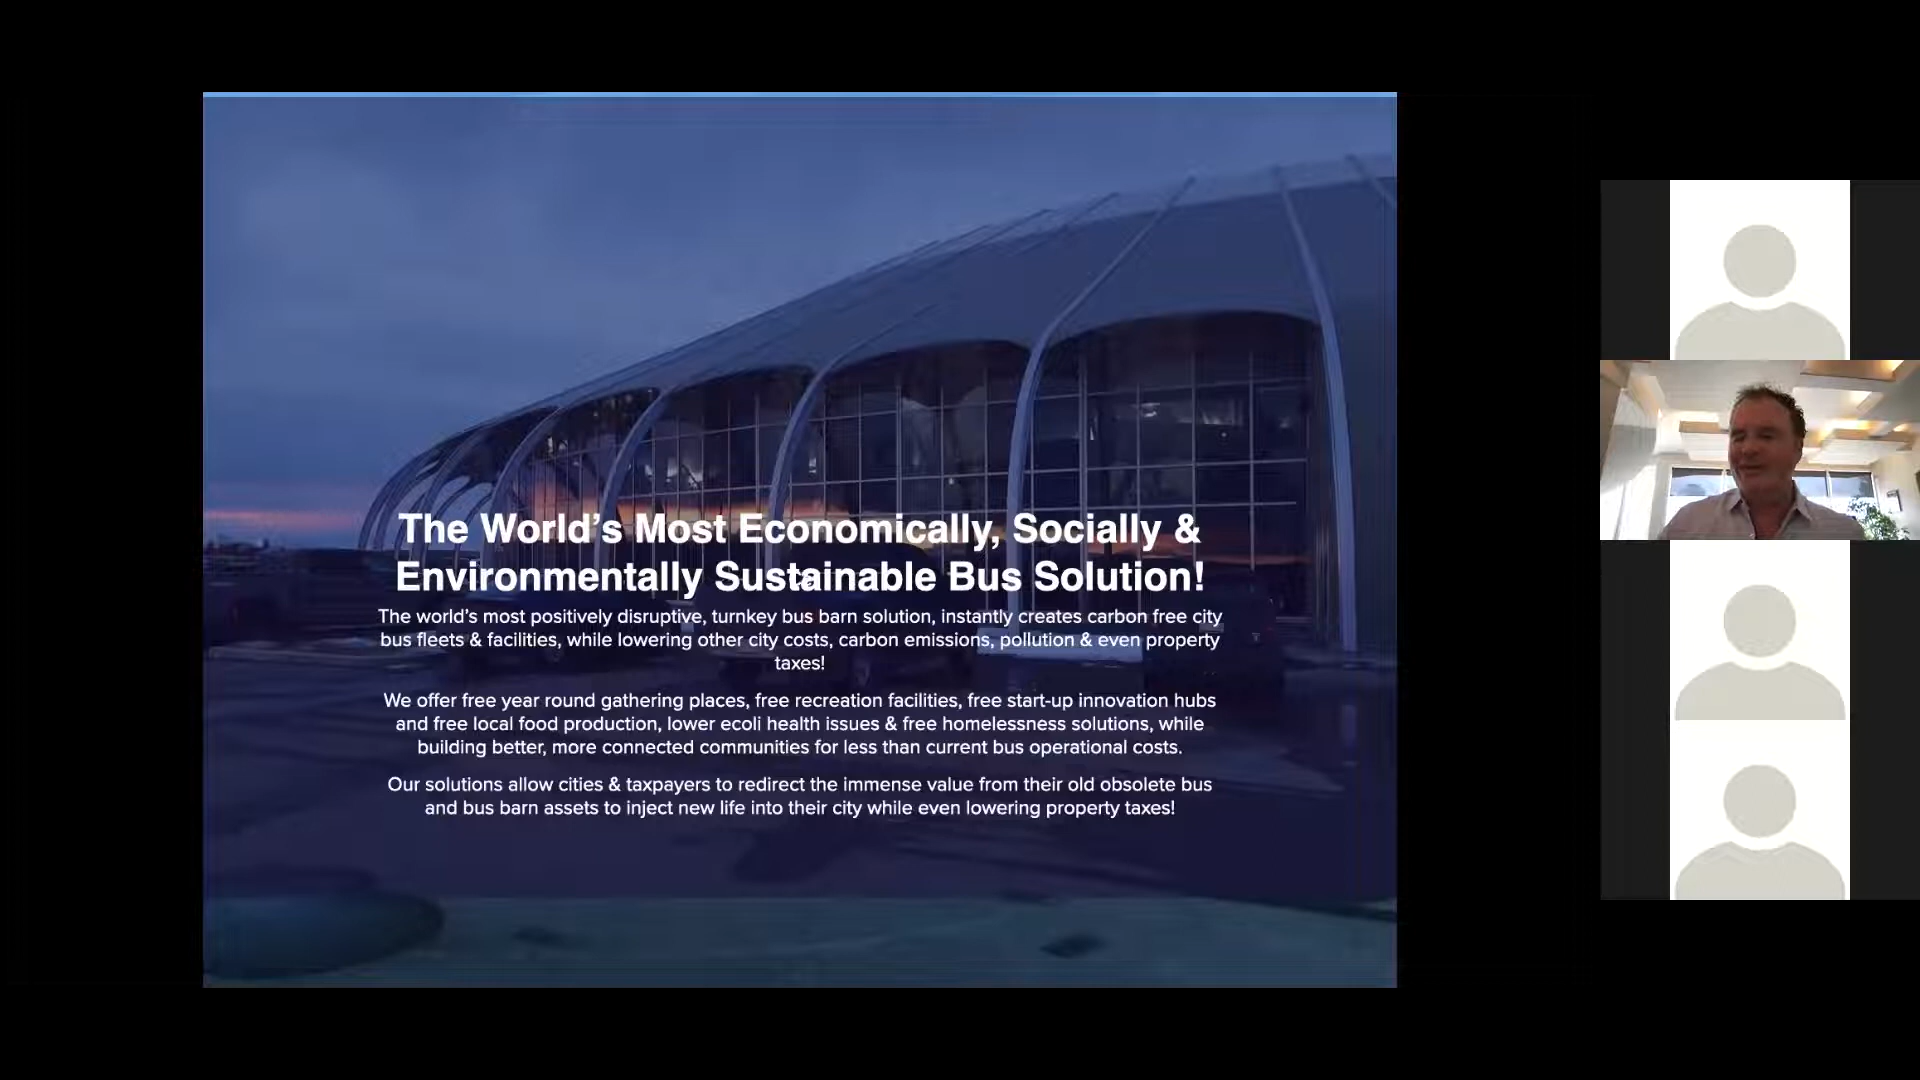 The World’s Most Economically, Socially &
Environmentally Sustainable Bus Solution!
The world’s most positively disruptive, turnkey bus barn solution, instantly creates carbon free city
bus fleets & facilities, while lowering other city costs, carbon emissions, pollution & even property
taxes!
We offer free year round gathering places, free recreation facilities, free start-up innovation hubs
and free local food production, lower ecoli health issues & free homelessness solutions, while
building better, more connected communities for less than current bus operational costs.
Our solutions allow cities & taxpayers to redirect the immense value from their old obsolete bus
and bus barn assets to inject new life into their city while even lowering property taxes!